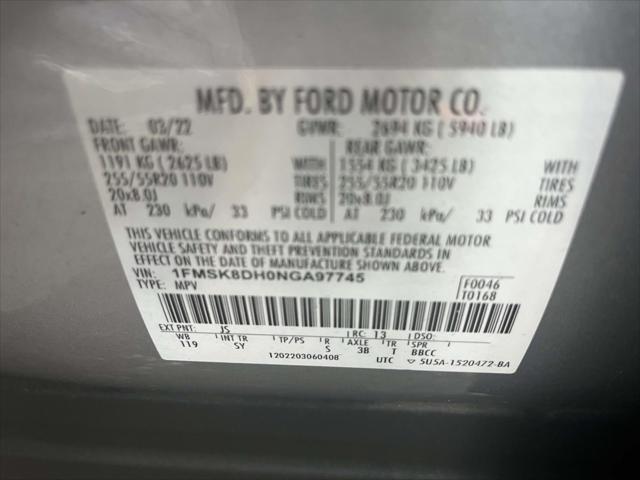 MFD. BY FORD MOTOR CO.
DATE: 03/22 GVWR: 2694 KG ( 5940 LB)
FRONT GAWR: REAR GAWR:
1191 KG ( 2625 LB) 1554 KG ( 3425 LB) WITH
255/55R20 110V 255/55R20 110V TIRES
20x8.0J RIMS 20x8.0J RIMS
AT 230 kPa/ 33 PSI COLD AT 230 kPa/ 33 PSI COLD
THIS VEHICLE CONFORMS TO ALL APPLICABLE FEDERAL MOTOR
VEHICLE SAFETY AND THEFT PREVENTION STANDARDS IN
EFFECT ON THE DATE OF MANUFACTURE SHOWN ABOVE.
VIN: 1FMSK8DH0NGA97745 F0046
TYPE: MPV T0168
EXT PNT: JS RC: 13 DSO:
WB INT TR TP/PS R AXLE TR SPR
119 SY S 3B T BBCC
1202203060408 UTC ▽ 5U5A-1520472-BA